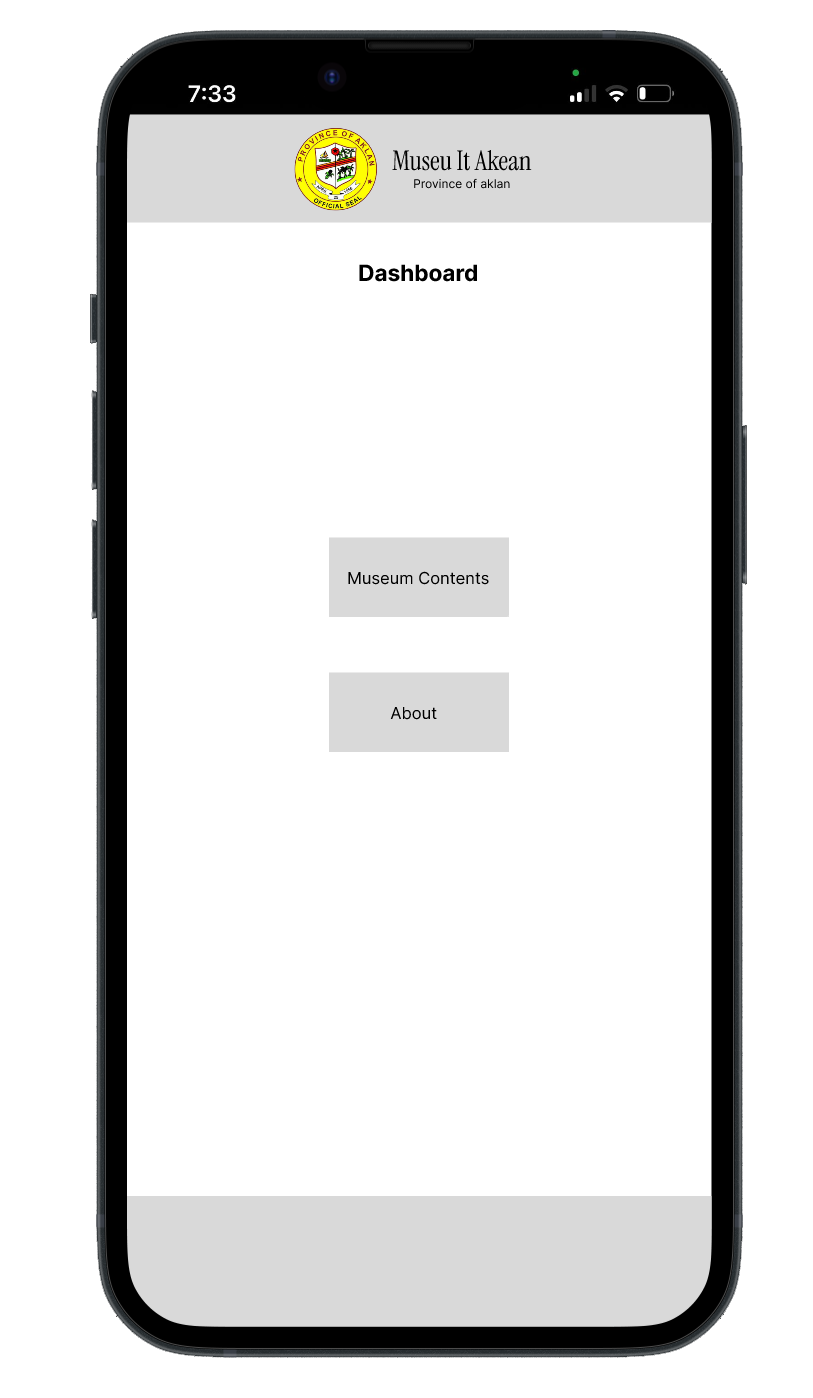 7:33
PROVINCE OF AKLAN
OFFICIAL SEAL
Museu It Akean
Province of aklan
Dashboard
Museum Contents
About